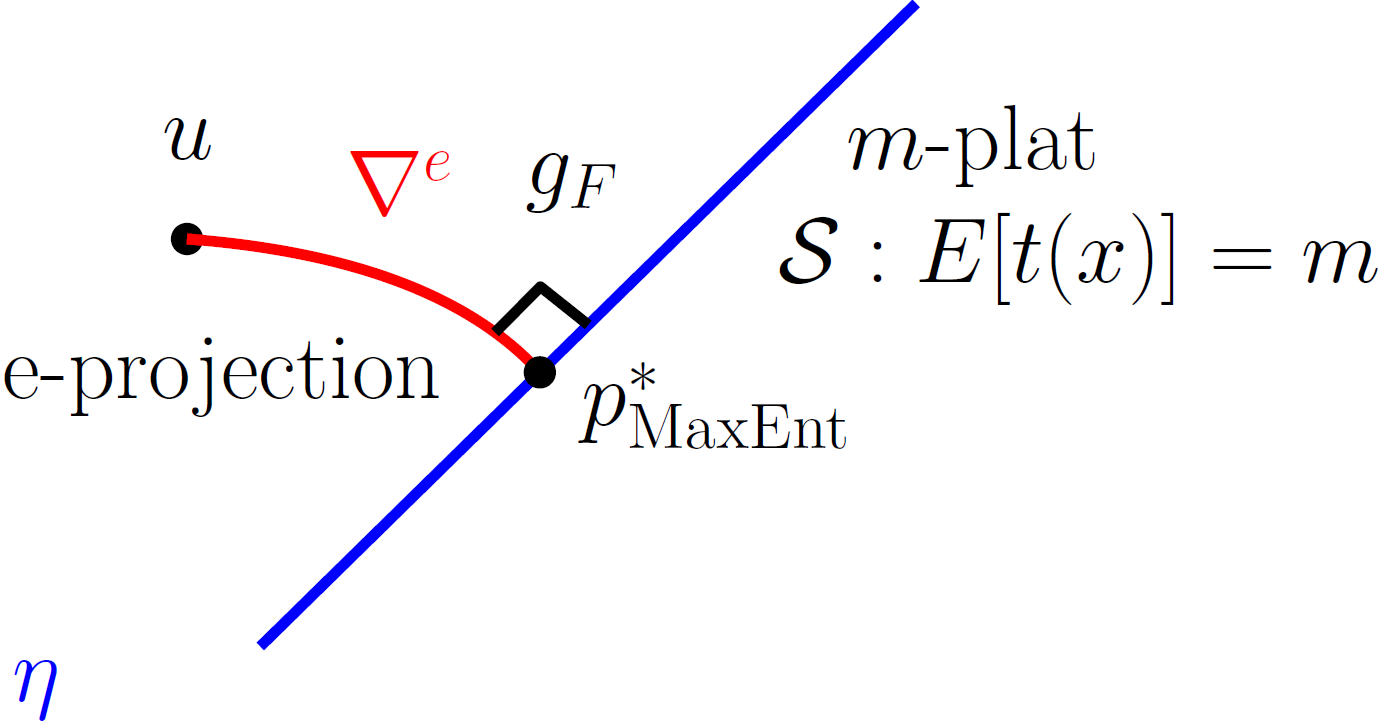 u
∇ᵉ
g_F
m-plat
𝒮 : E[t(x)] = m
e-projection
p*_MaxEnt
η